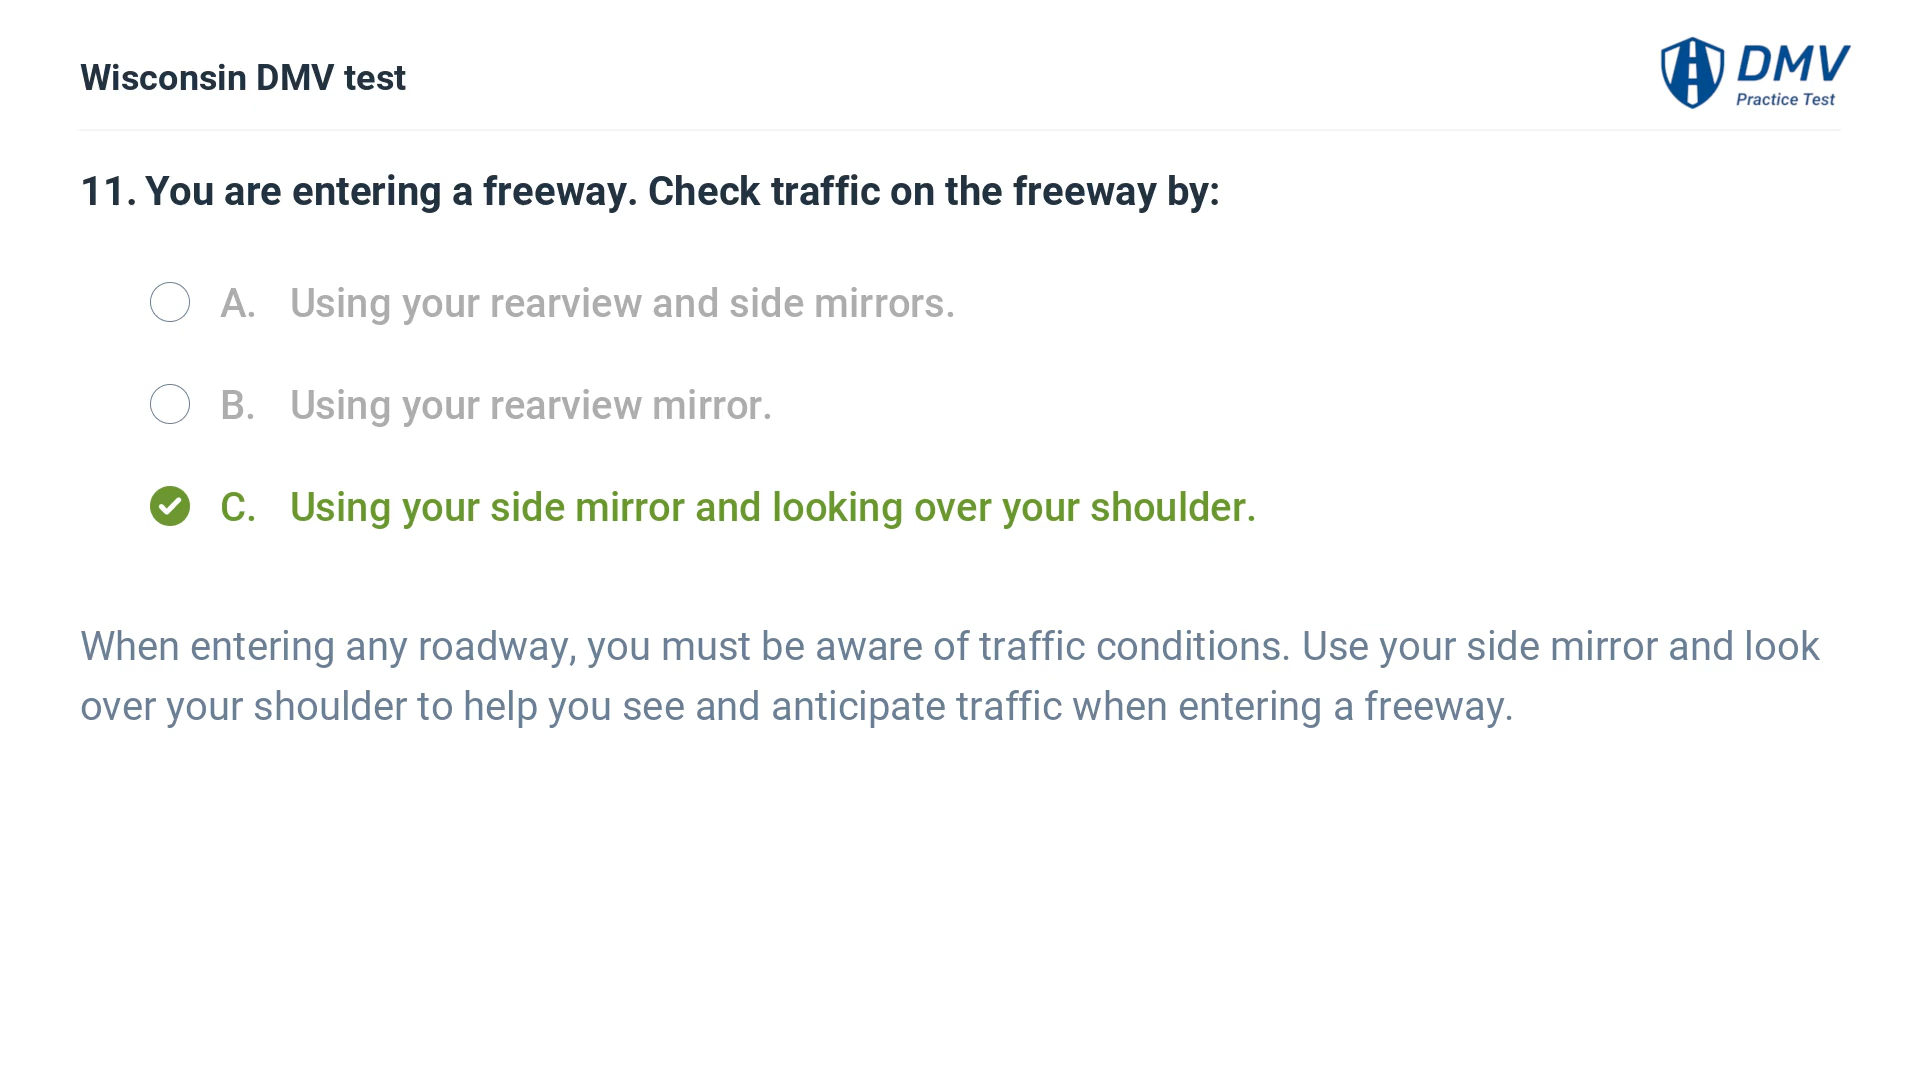 Wisconsin DMV test
DMV
Practice Test
11. You are entering a freeway. Check traffic on the freeway by:
A. Using your rearview and side mirrors.
B. Using your rearview mirror.
C. Using your side mirror and looking over your shoulder.
When entering any roadway, you must be aware of traffic conditions. Use your side mirror and look
over your shoulder to help you see and anticipate traffic when entering a freeway.